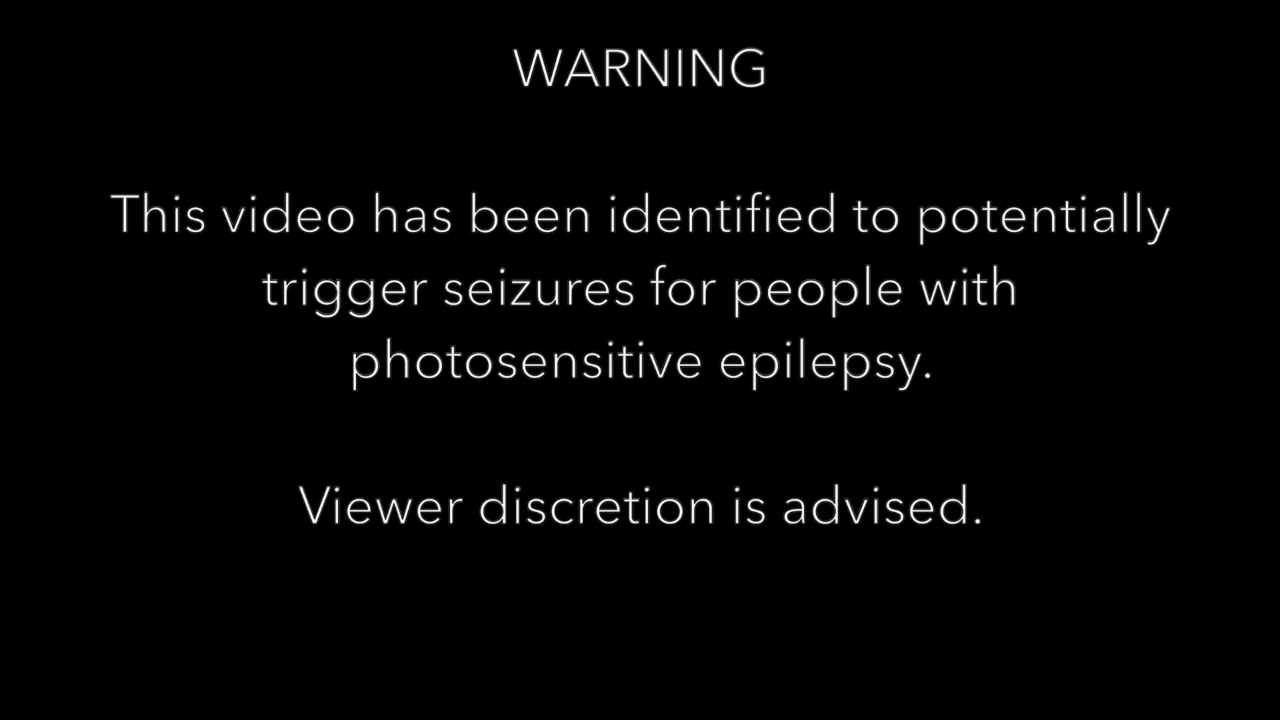 WARNING
This video has been identified to potentially
trigger seizures for people with
photosensitive epilepsy.
Viewer discretion is advised.